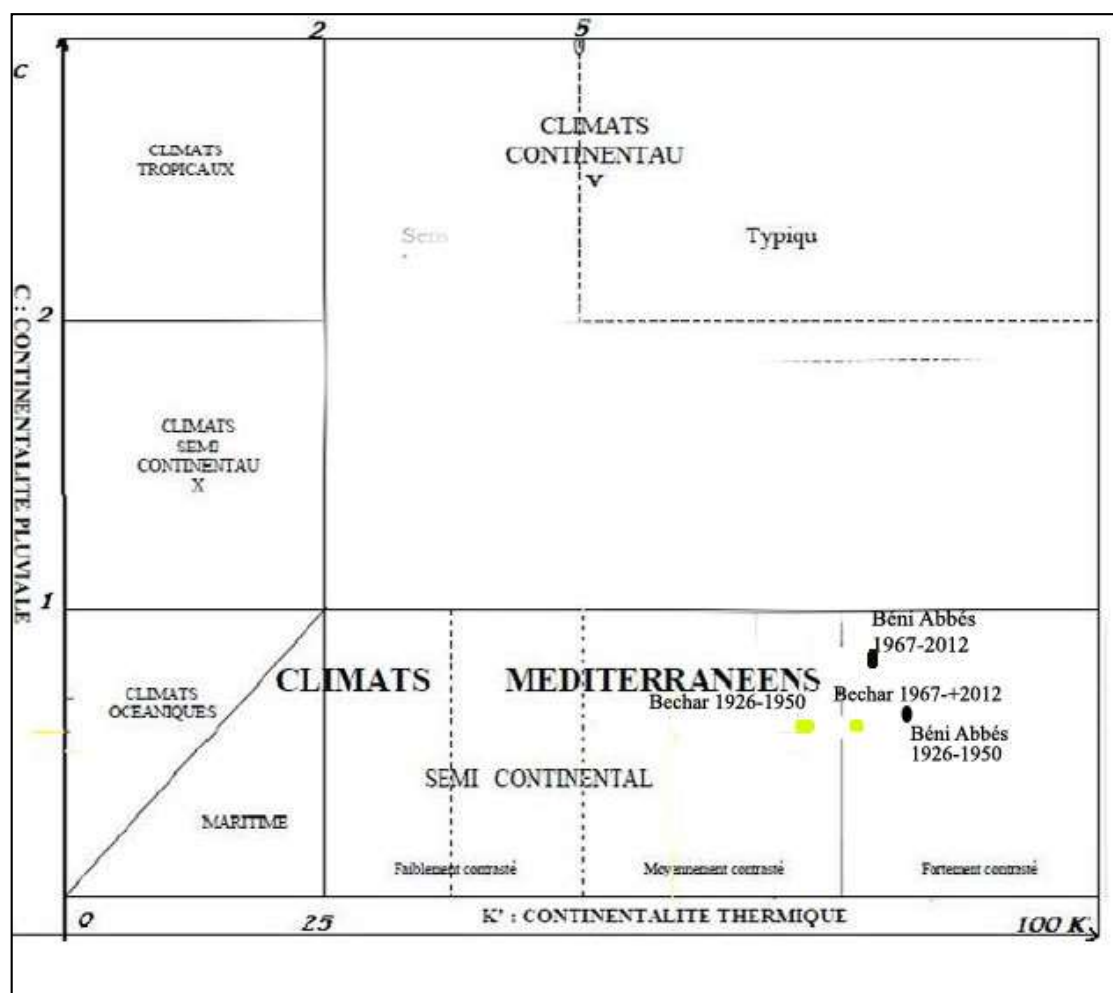 2
5
C
CLIMATS
TROPICAUX
CLIMATS
CONTINENTAU
Y
Sens
Typiqu
C : CONTINENTALITE PLUVIALE
2
CLIMATS
SEMI
CONTINENTAU
X
1
Béni Abbés
1967-2012
CLIMATS MEDITERRANEENS
CLIMATS
OCEANIQUES
Bechar 1926-1950
Bechar 1967-+2012
Béni Abbés
1926-1950
SEMI CONTINENTAL
MARITIME
Faiblement contrasté
Moyennement contrasté
Fortement contrasté
0
25
K' : CONTINENTALITE THERMIQUE
100 K'